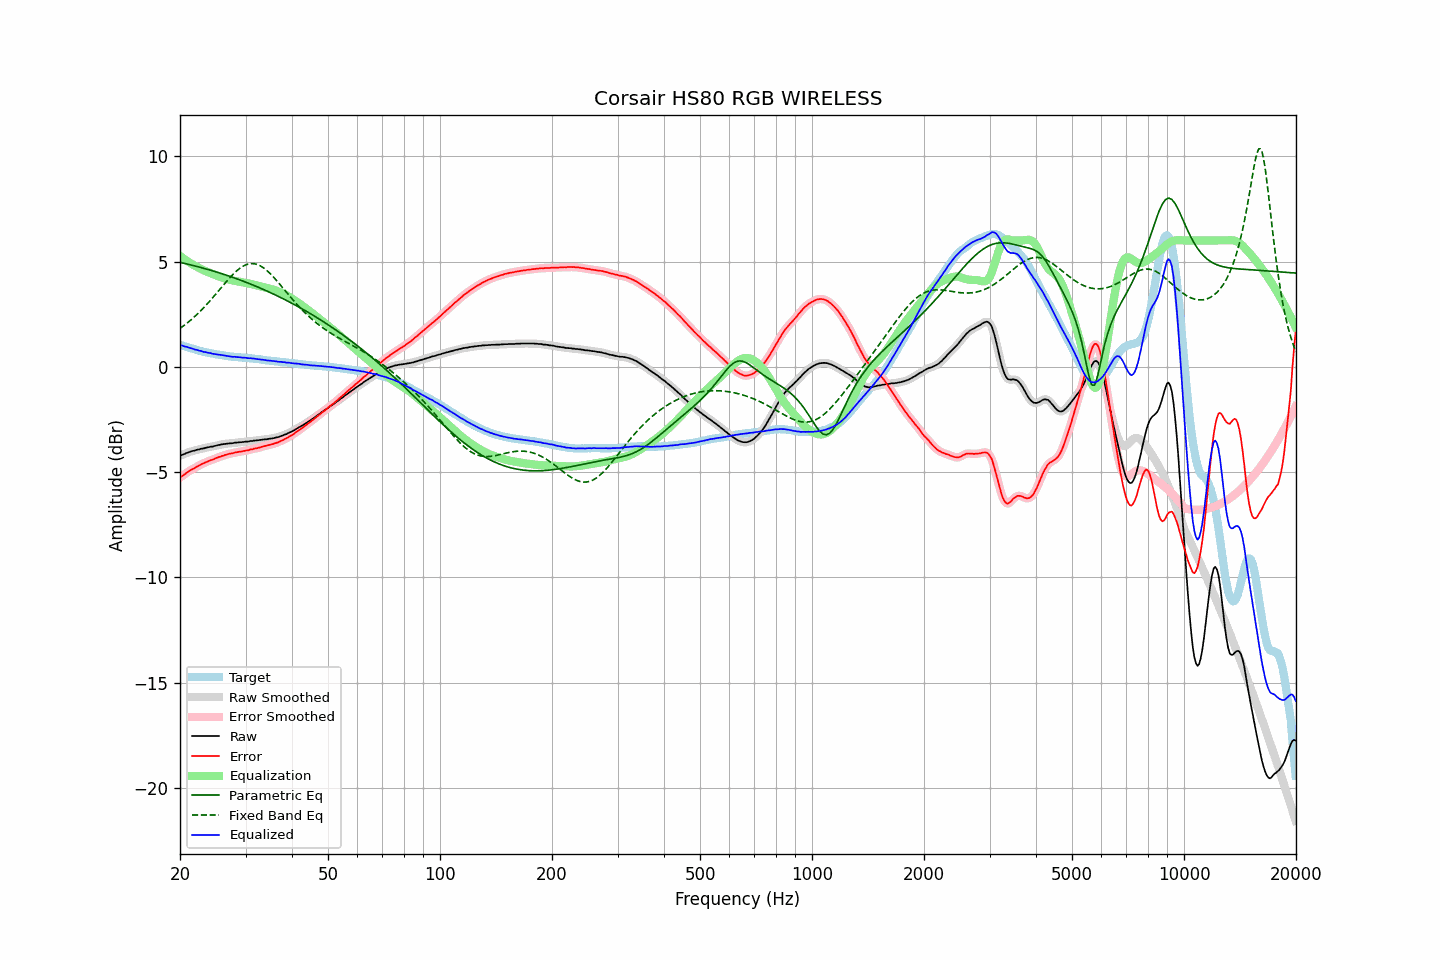 Corsair HS80 RGB WIRELESS
Amplitude (dBr)
10
5
0
−5
−10
−15
−20
Target
Raw Smoothed
Error Smoothed
Raw
Error
Equalization
Parametric Eq
Fixed Band Eq
Equalized
20 50 100 200 500 1000 2000 5000 10000 20000
Frequency (Hz)